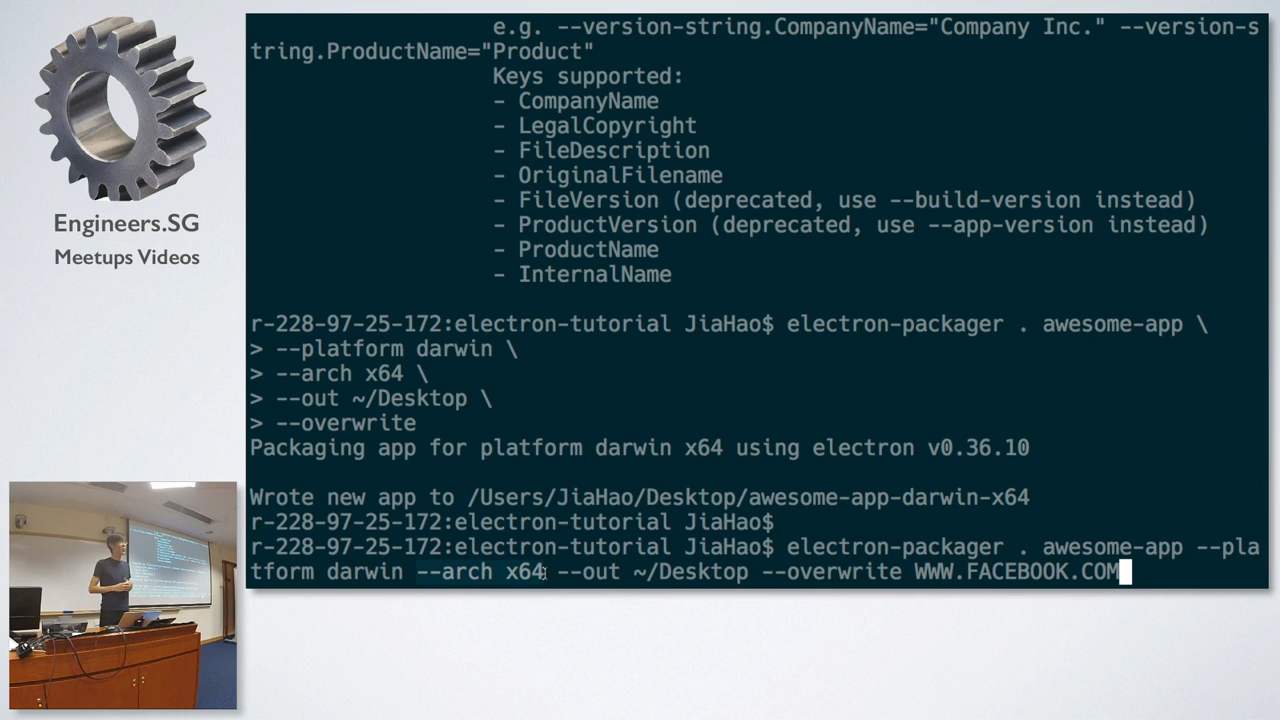 e.g. --version-string.CompanyName="Company Inc." --version-s
tring.ProductName="Product"
Keys supported:
- CompanyName
- LegalCopyright
- FileDescription
- OriginalFilename
- FileVersion (deprecated, use --build-version instead)
- ProductVersion (deprecated, use --app-version instead)
- ProductName
- InternalName
r-228-97-25-172:electron-tutorial JiaHao$ electron-packager . awesome-app \
> --platform darwin \
> --arch x64 \
> --out ~/Desktop \
> --overwrite
Packaging app for platform darwin x64 using electron v0.36.10
Wrote new app to /Users/JiaHao/Desktop/awesome-app-darwin-x64
r-228-97-25-172:electron-tutorial JiaHao$
r-228-97-25-172:electron-tutorial JiaHao$ electron-packager . awesome-app --pla
tform darwin --arch x64 --out ~/Desktop --overwrite WWW.FACEBOOK.COM
Engineers.SG
Meetups Videos